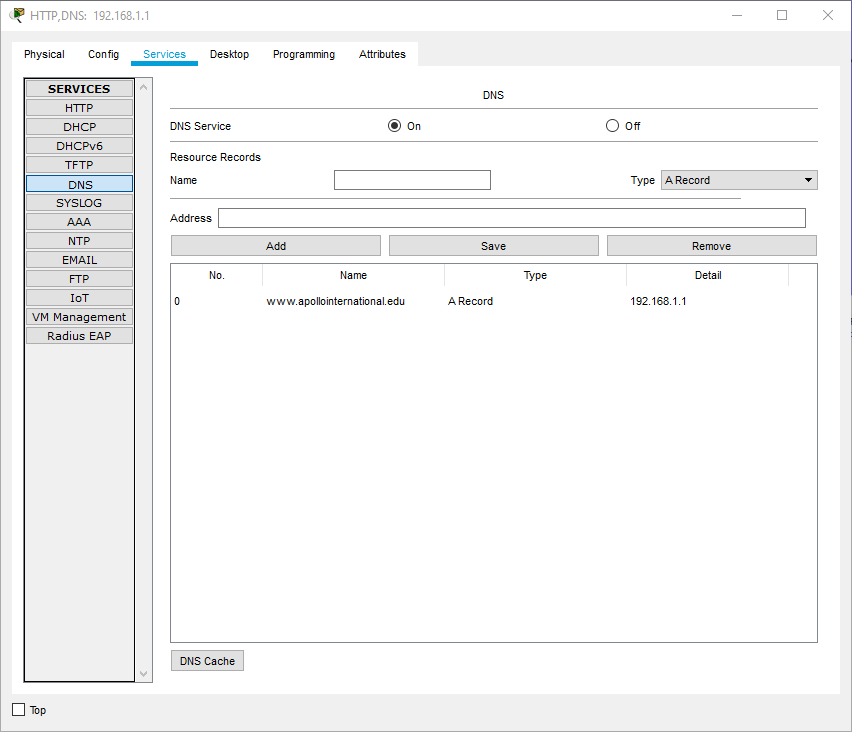 HTTP,DNS: 192.168.1.1
Physical Config Services Desktop Programming Attributes
SERVICES
HTTP
DHCP
DHCPv6
TFTP
DNS
SYSLOG
AAA
NTP
EMAIL
FTP
IoT
VM Management
Radius EAP
DNS
DNS Service On Off
Resource Records
Name Type A Record
Address
Add Save Remove
No. Name Type Detail
0 www.apollointernational.edu A Record 192.168.1.1
DNS Cache
Top